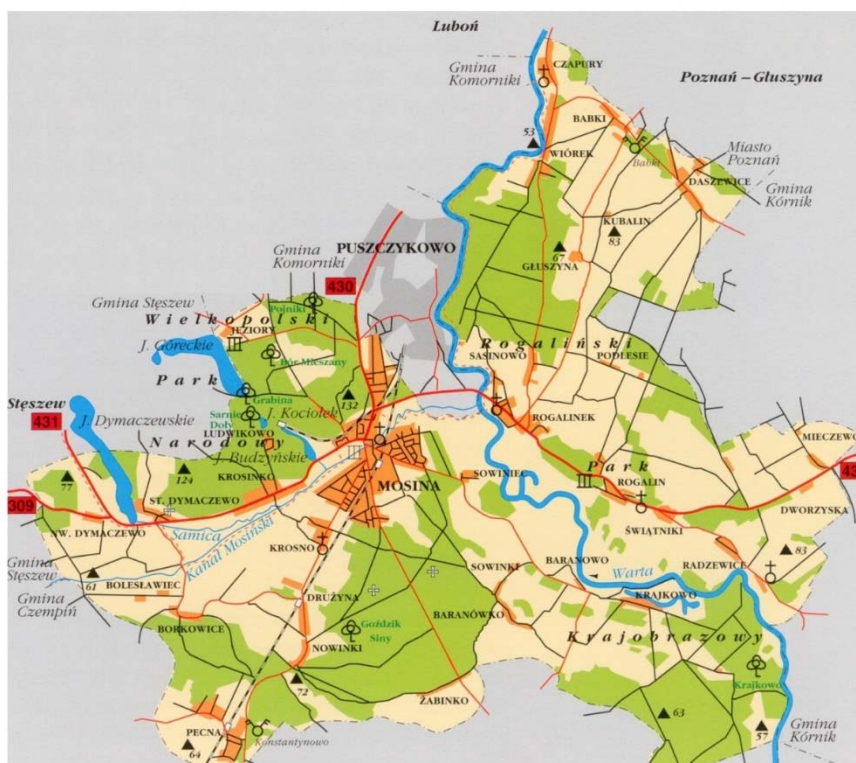 Luboń
Gmina
Komorniki
CZAPURY
Poznań – Głuszyna
BABKI
53
WIÓREK
Babki
Miasto
Poznań
DASZEWICE
Gmina
Kórnik
KUBALIN
83
67
GŁUSZYNA
PUSZCZYKOWO
Gmina
Komorniki
430
Gmina Stęszew
Pojniki
Wielkopolski
JEZIORY
J. Góreckie
Bór Mieszany
Rogaliński
SASINOWO
PODLESIE
Park
Grabina
132
Stęszew
Sarnie
Doły
J. Kociołek
431
J. Dymaczewskie
LUDWIKOWO
Narodowy
J. Budzyńskie
ROGALINEK
MIECZEWO
77
124
KROSINKO
MOSINA
SOWINIEC
Park
ROGALIN
43
ST. DYMACZEWO
309
DWORZYSKA
NW. DYMACZEWO
Samica
Kanał Mosiński
KROSNO
ŚWIĄTNIKI
83
Gmina
Stęszew
61
BOLESŁAWIEC
SOWINKI
BARANOWO
Warta
RADZEWICE
Gmina
Czempiń
DRUŻYNA
KRAJKOWO
BORKOWICE
BARANÓWKO
Goździk
Siny
NOWINKI
Krajobrazowy
72
ŻABINKO
Krajkowo
63
PECNA
64
Konstantynowo
57
Gmina
Kórnik